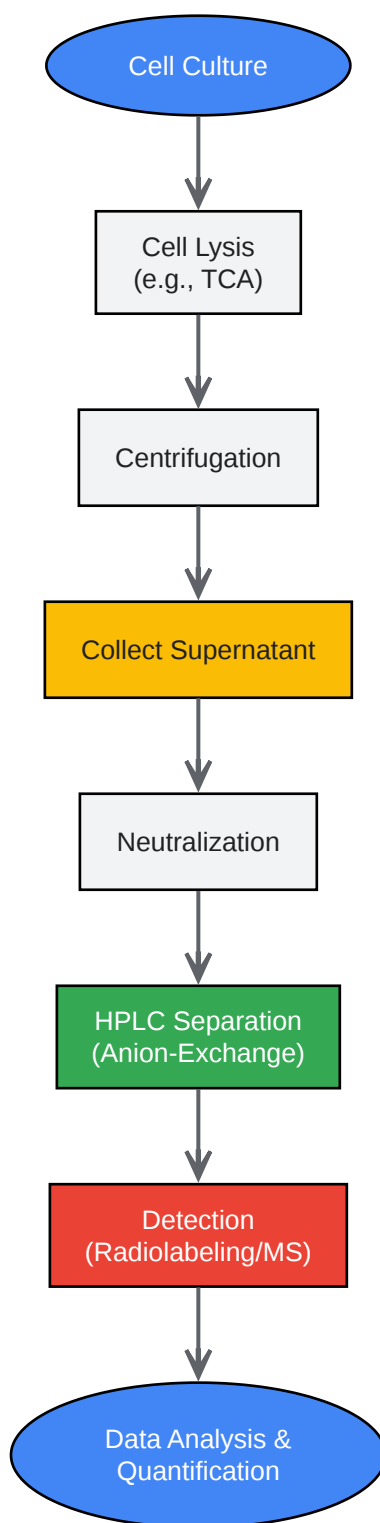 Cell Culture
Cell Lysis
(e.g., TCA)
Centrifugation
Collect Supernatant
Neutralization
HPLC Separation
(Anion-Exchange)
Detection
(Radiolabeling/MS)
Data Analysis &
Quantification